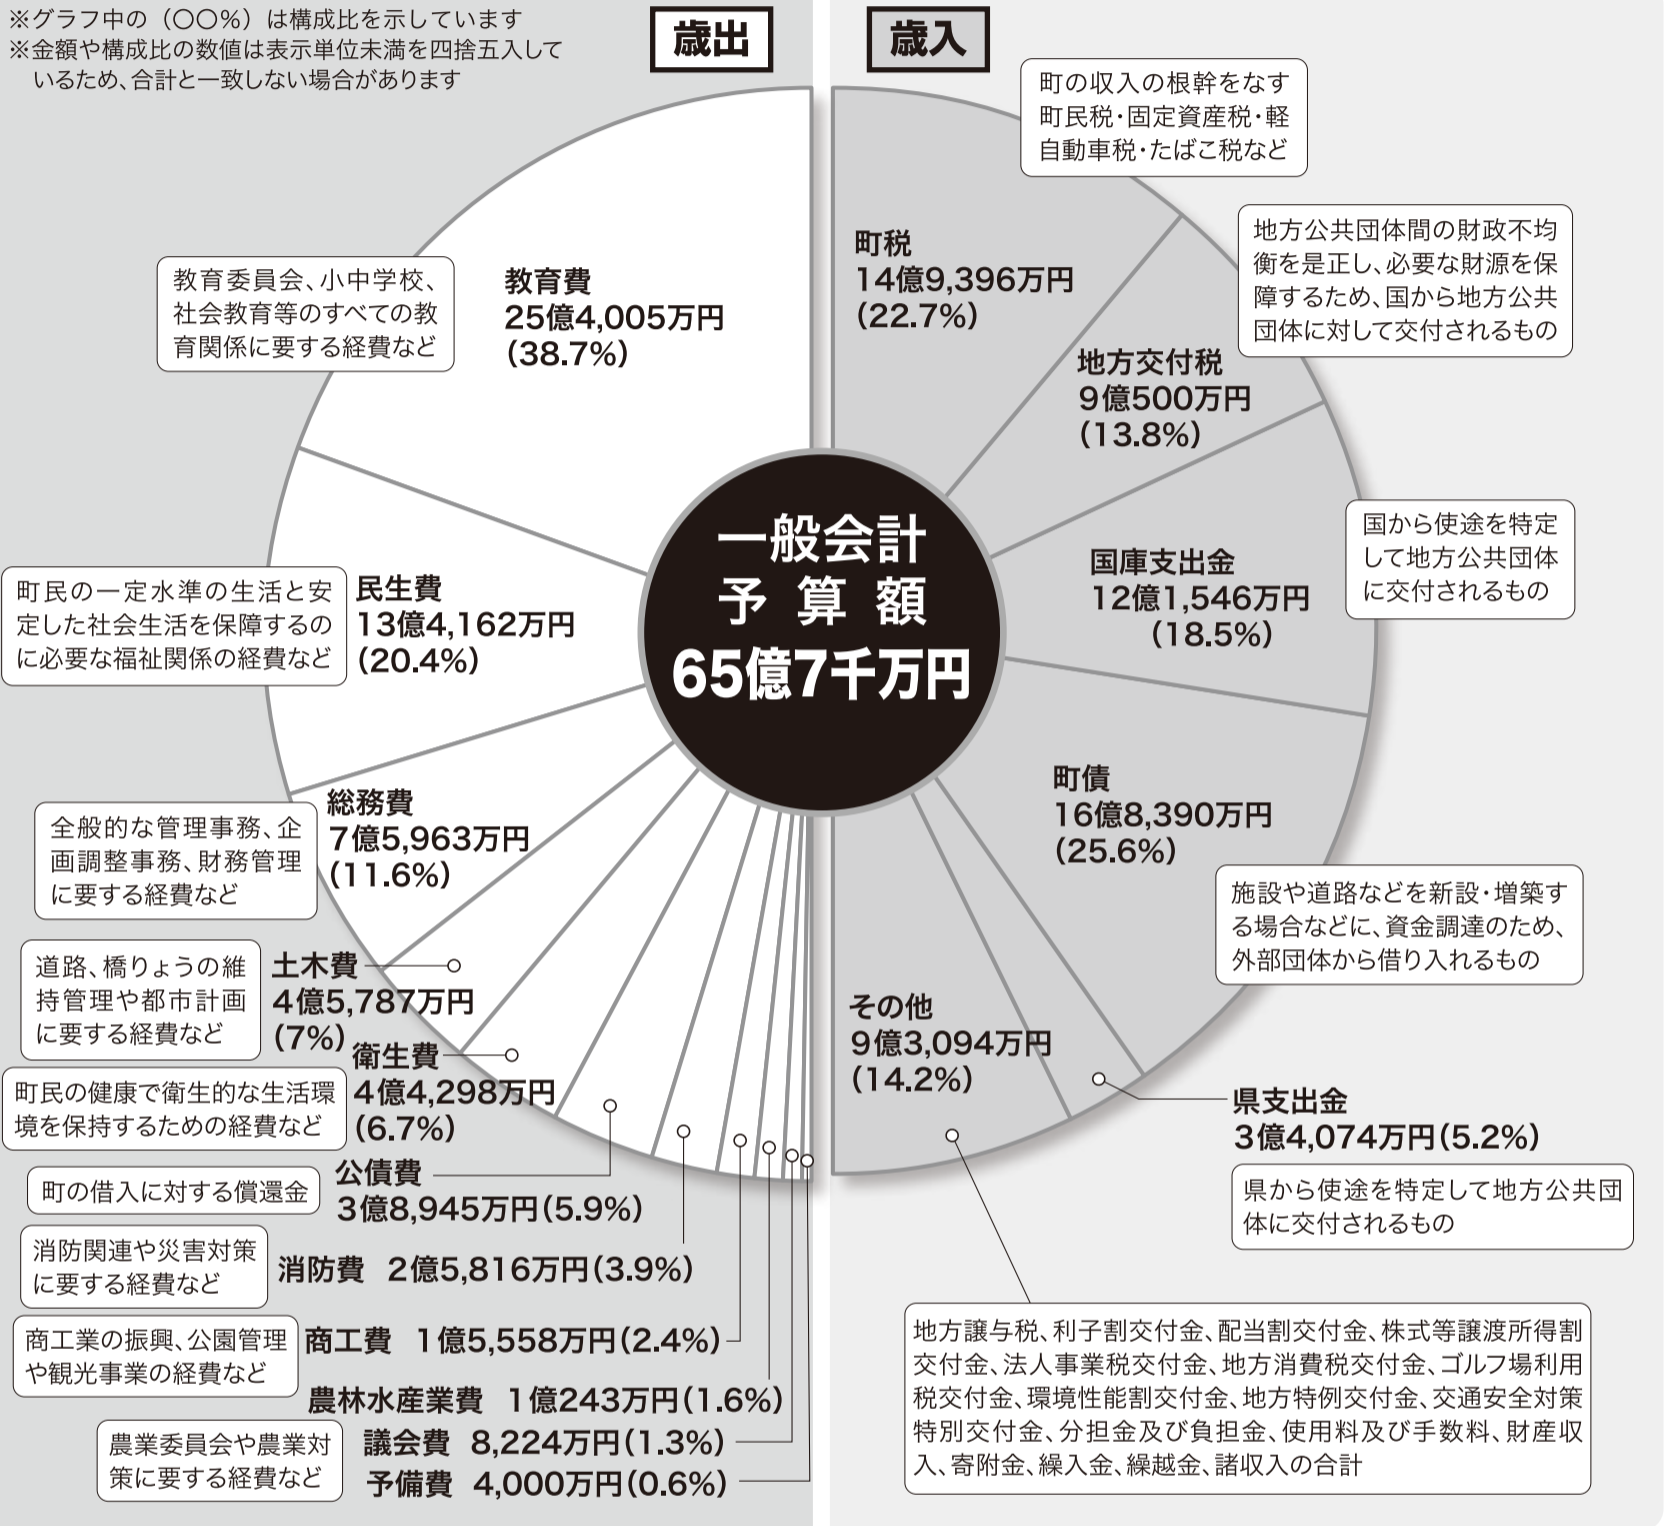 ※グラフ中の（〇〇％）は構成比を示しています
※金額や構成比の数値は表示単位未満を四捨五入して
いるため、合計と一致しない場合があります
歳出
歳入
町の収入の根幹をなす
町民税・固定資産税・軽
自動車税・たばこ税など
地方公共団体間の財政不均
衡を是正し、必要な財源を保
障するため、国から地方公共
団体に対して交付されるもの
町税
14億9,396万円
(22.7%)
地方交付税
9億500万円
(13.8%)
国庫支出金
12億1,546万円
(18.5%)
国から使途を特定
して地方公共団体
に交付されるもの
町債
16億8,390万円
(25.6%)
施設や道路などを新設・増築す
る場合などに、資金調達のため、
外部団体から借り入れるもの
その他
9億3,094万円
(14.2%)
県支出金
3億4,074万円(5.2%)
県から使途を特定して地方公共団
体に交付されるもの
地方譲与税、利子割交付金、配当割交付金、株式等譲渡所得割
交付金、法人事業税交付金、地方消費税交付金、ゴルフ場利用
税交付金、環境性能割交付金、地方特例交付金、交通安全対策
特別交付金、分担金及び負担金、使用料及び手数料、財産収
入、寄附金、繰入金、繰越金、諸収入の合計
一般会計
予算額
65億7千万円
教育委員会、小中学校、
社会教育等のすべての教
育関係に要する経費など
教育費
25億4,005万円
(38.7%)
町民の一定水準の生活と安
定した社会生活を保障するの
に必要な福祉関係の経費など
民生費
13億4,162万円
(20.4%)
全般的な管理事務、企
画調整事務、財務管理
に要する経費など
総務費
7億5,963万円
(11.6%)
道路、橋りょうの維
持管理や都市計画
に要する経費など
土木費
4億5,787万円
(7%)
町民の健康で衛生的な生活環
境を保持するための経費など
衛生費
4億4,298万円
(6.7%)
町の借入に対する償還金
公債費
3億8,945万円(5.9%)
消防関連や災害対策
に要する経費など
消防費 2億5,816万円(3.9%)
商工業の振興、公園管理
や観光事業の経費など
商工費 1億5,558万円(2.4%)
農林水産業費 1億243万円(1.6%)
農業委員会や農業対
策に要する経費など
議会費 8,224万円(1.3%)
予備費 4,000万円(0.6%)